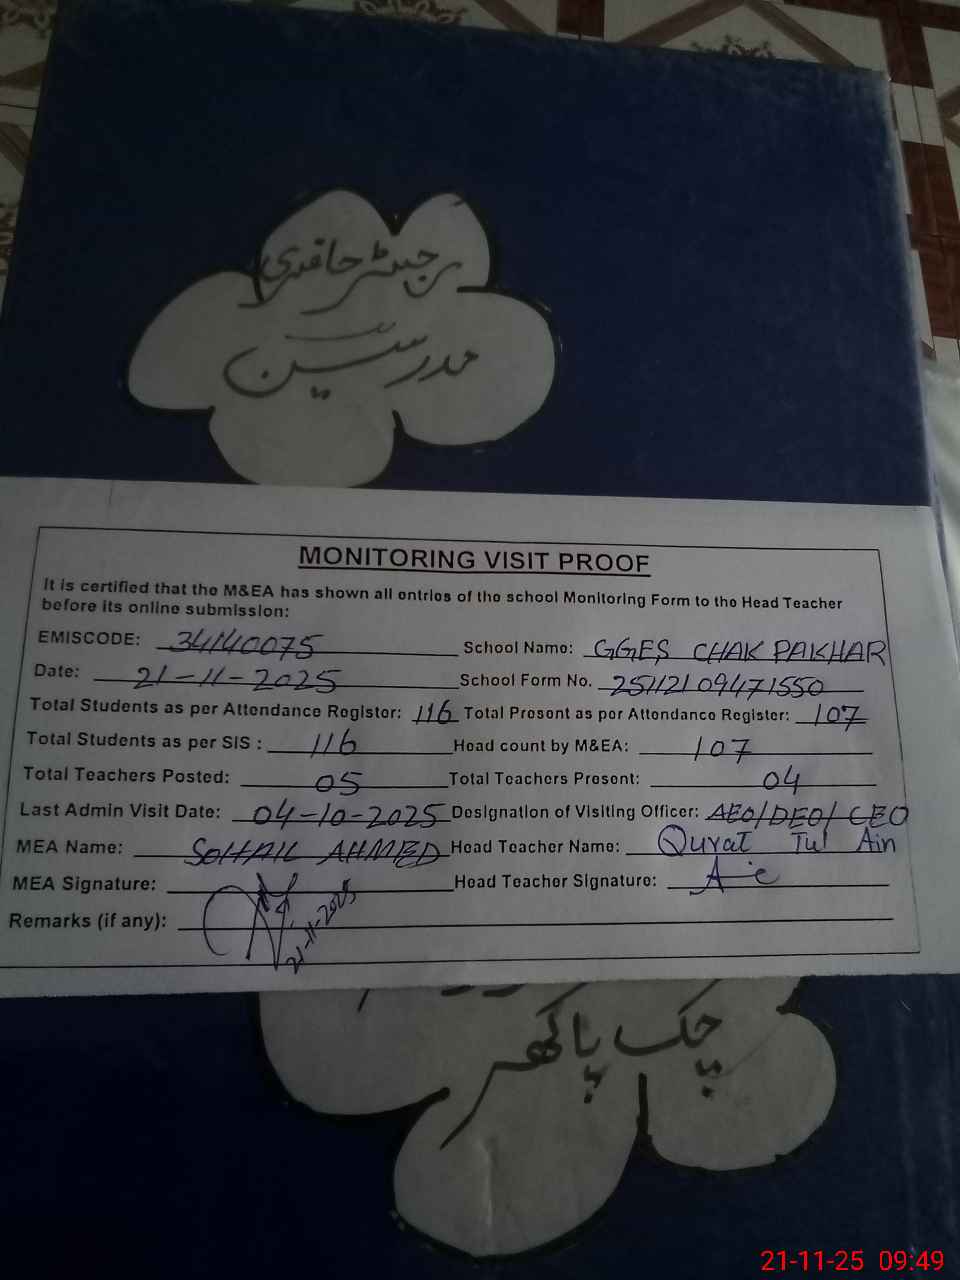 رجسٹر حاضری
مدرسین
MONITORING VISIT PROOF
It is certified that the M&EA has shown all entries of the school Monitoring Form to the Head Teacher
before its online submission:
EMISCODE: 34140075 School Name: GGES CHAK PAKHAR
Date: 21-11-2025 School Form No. 25112109471550
Total Students as per Attendance Register: 116 Total Present as per Attendance Register: 107
Total Students as per SIS : 116 Head count by M&EA: 107
Total Teachers Posted: 05 Total Teachers Present: 04
Last Admin Visit Date: 04-10-2025 Designation of Visiting Officer: AEO/DEO/CEO
MEA Name: SOHAIL AHMED Head Teacher Name: Qurat Tul Ain
MEA Signature: Head Teacher Signature:
21-11-2025
Remarks (if any):
چک پاکھر
21-11-25 09:49